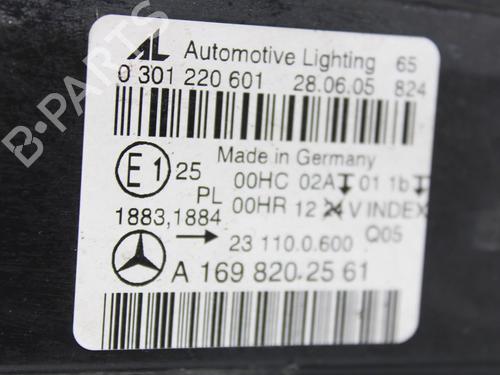 AL Automotive Lighting 65
0 301 220 601 28.06.05 824
E1 25 Made in Germany
00HC 02A 01 1b
PL 00HR 12 24 V INDEX
1883,1884 → 23 110.0.600 Q05
A 169 820 25 61
B-PARTS